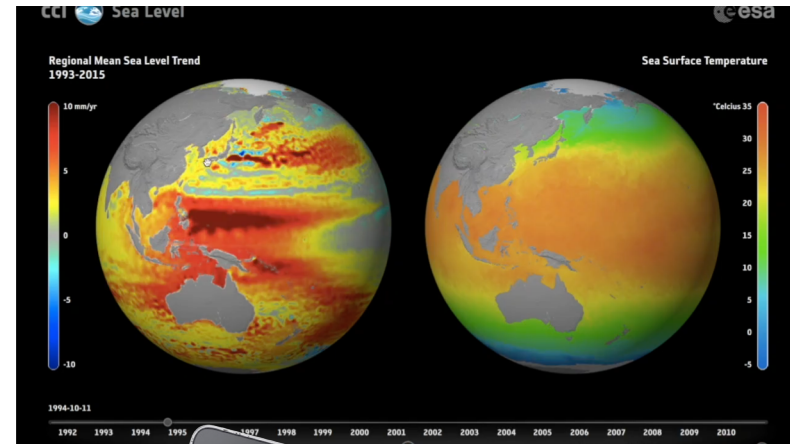 cci Sea Level
esa
Regional Mean Sea Level Trend
1993-2015
Sea Surface Temperature
10 mm/yr
5
0
-5
-10
°Celcius 35
30
25
20
15
10
5
0
-5
1994-10-11
1992 1993 1994 1995 1997 1998 1999 2000 2001 2002 2003 2004 2005 2006 2007 2008 2009 2010